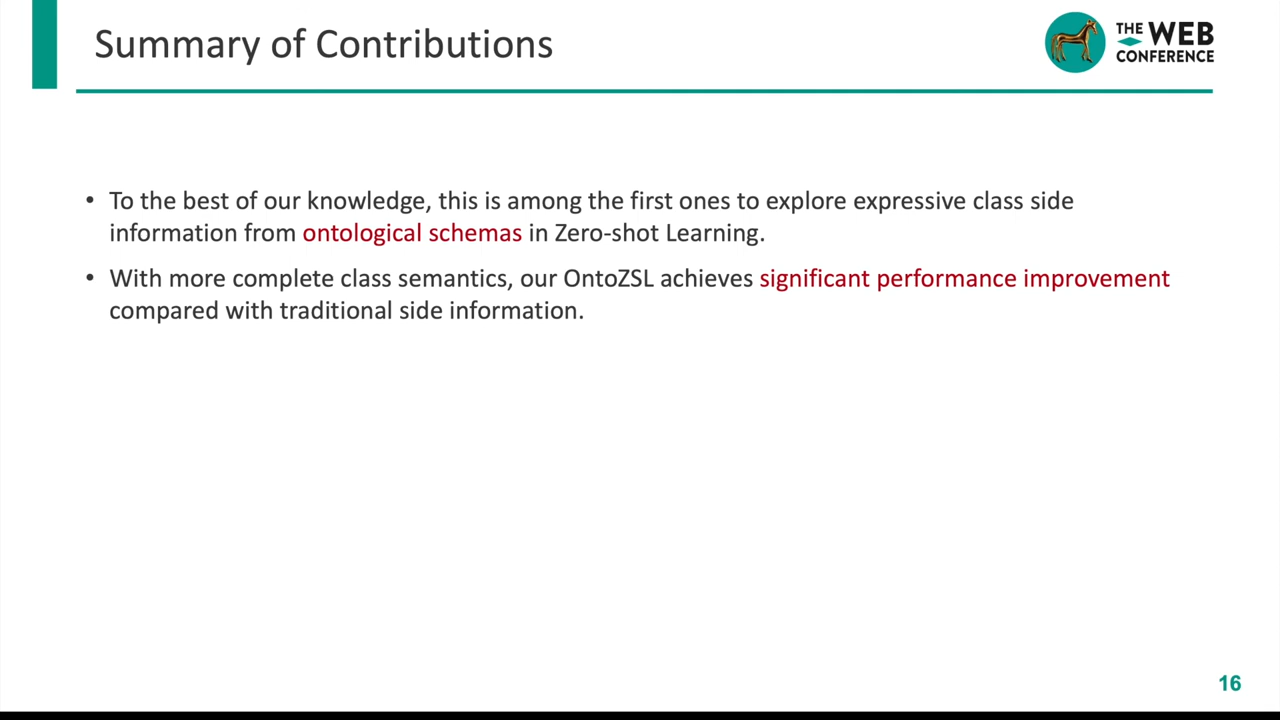 Summary of Contributions
THE WEB
CONFERENCE
• To the best of our knowledge, this is among the first ones to explore expressive class side
information from ontological schemas in Zero-shot Learning.
• With more complete class semantics, our OntoZSL achieves significant performance improvement
compared with traditional side information.
16